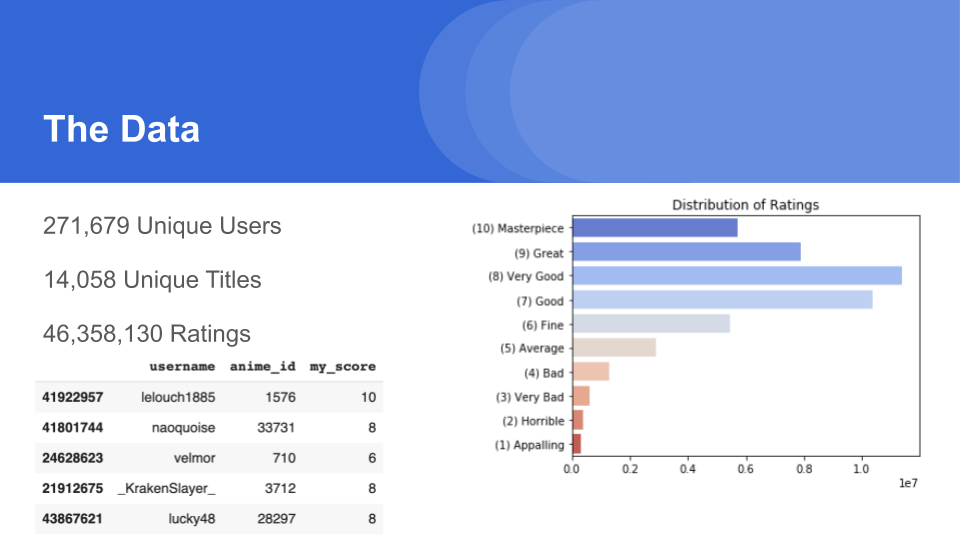 The Data
271,679 Unique Users
14,058 Unique Titles
46,358,130 Ratings
username anime_id my_score
41922957 lelouch1885 1576 10
41801744 naoquoise 33731 8
24628623 velmor 710 6
21912675 _KrakenSlayer_ 3712 8
43867621 lucky48 28297 8
Distribution of Ratings
(10) Masterpiece
(9) Great
(8) Very Good
(7) Good
(6) Fine
(5) Average
(4) Bad
(3) Very Bad
(2) Horrible
(1) Appalling
0.0 0.2 0.4 0.6 0.8 1.0
1e7